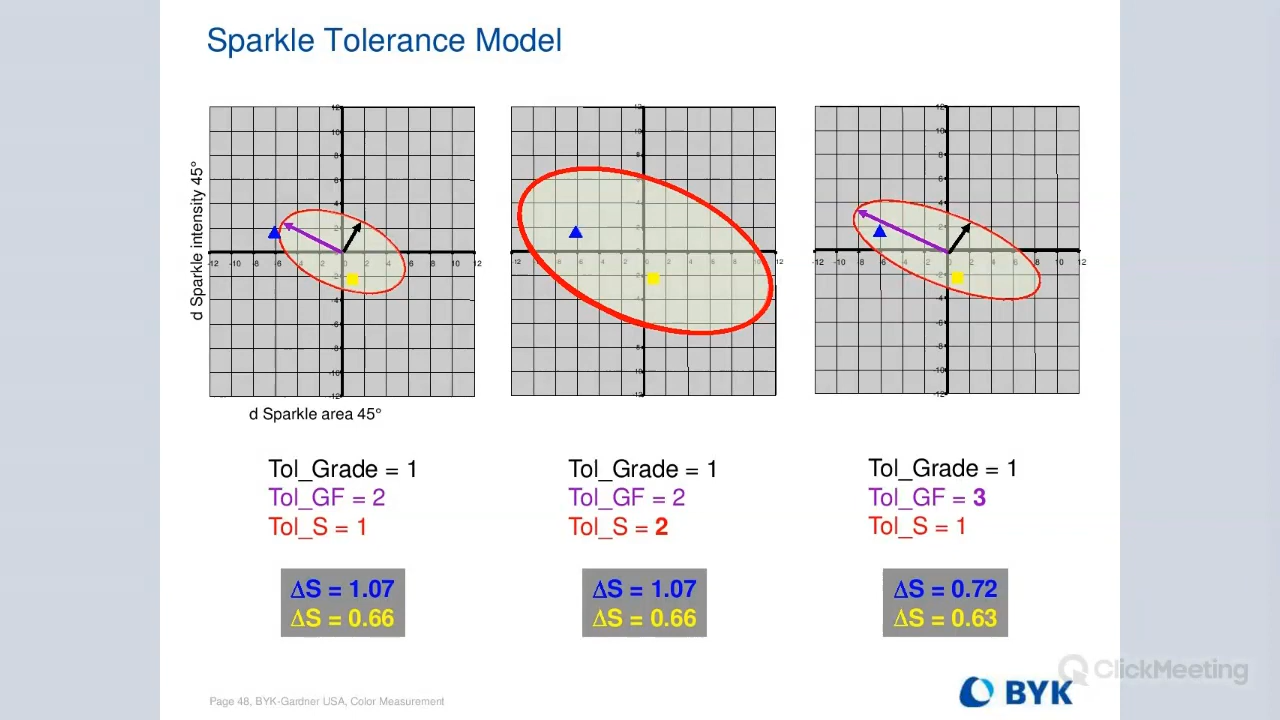 Sparkle Tolerance Model
d Sparkle intensity 45°
d Sparkle area 45°
Tol_Grade = 1
Tol_GF = 2
Tol_S = 1
Tol_Grade = 1
Tol_GF = 2
Tol_S = 2
Tol_Grade = 1
Tol_GF = 3
Tol_S = 1
ΔS = 1.07
ΔS = 0.66
ΔS = 1.07
ΔS = 0.66
ΔS = 0.72
ΔS = 0.63
Page 48, BYK-Gardner USA, Color Measurement
BYK
ClickMeeting